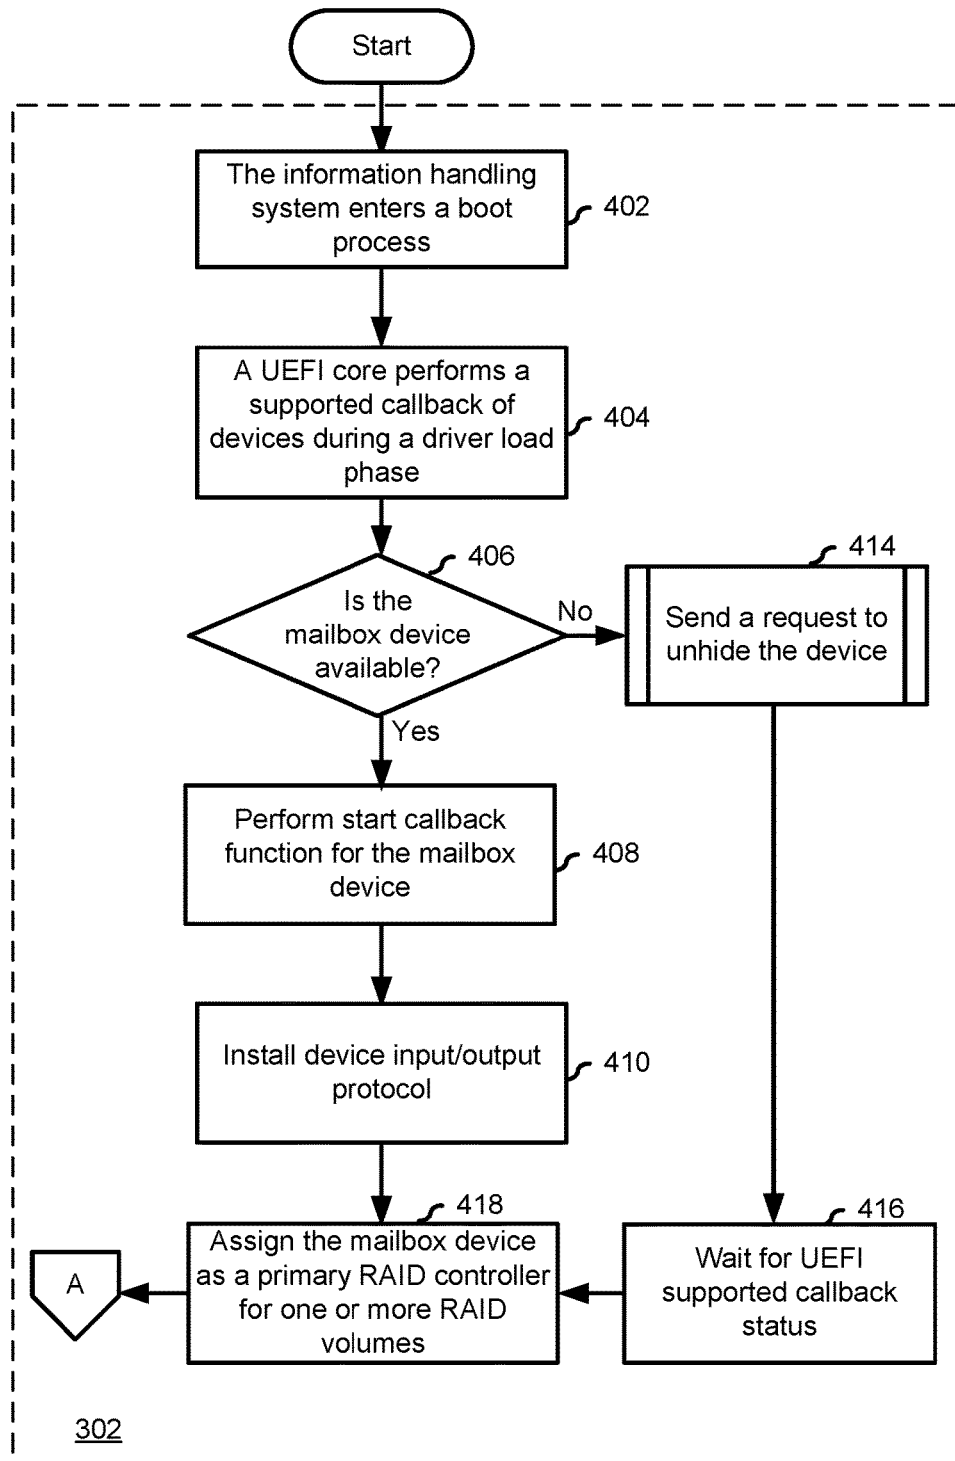 Start
The information handling
system enters a boot
process
402
A UEFI core performs a
supported callback of
devices during a driver load
phase
404
406
Is the
mailbox device
available?
No
Yes
414
Send a request to
unhide the device
Perform start callback
function for the mailbox
device
408
Install device input/output
protocol
410
418
Assign the mailbox device
as a primary RAID controller
for one or more RAID
volumes
416
Wait for UEFI
supported callback
status
A
302